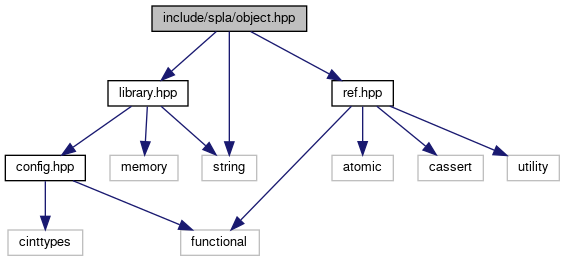 include/spla/object.hpp
library.hpp
ref.hpp
config.hpp
memory
string
atomic
cassert
utility
cinttypes
functional